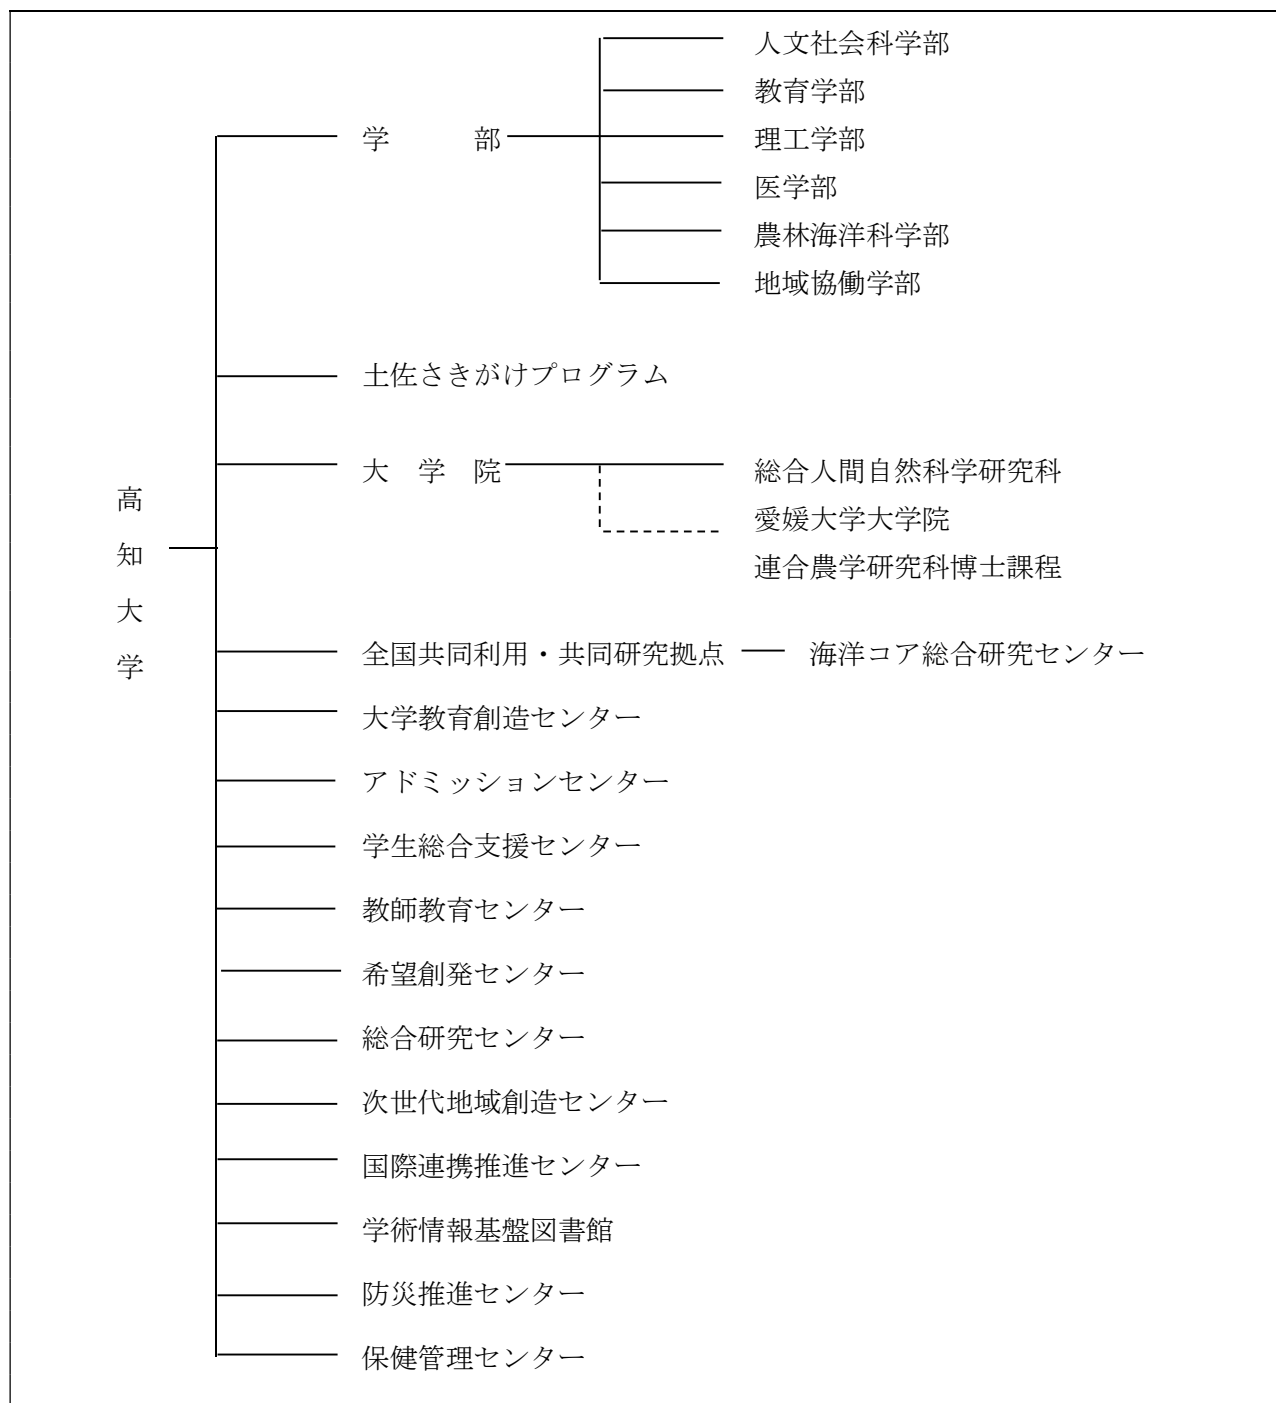 人文社会科学部
教育学部
学　　　部
理工学部
医学部
農林海洋科学部
地域協働学部
土佐さきがけプログラム
大　学　院
総合人間自然科学研究科
愛媛大学大学院
連合農学研究科博士課程
高知大学
全国共同利用・共同研究拠点
海洋コア総合研究センター
大学教育創造センター
アドミッションセンター
学生総合支援センター
教師教育センター
希望創発センター
総合研究センター
次世代地域創造センター
国際連携推進センター
学術情報基盤図書館
防災推進センター
保健管理センター